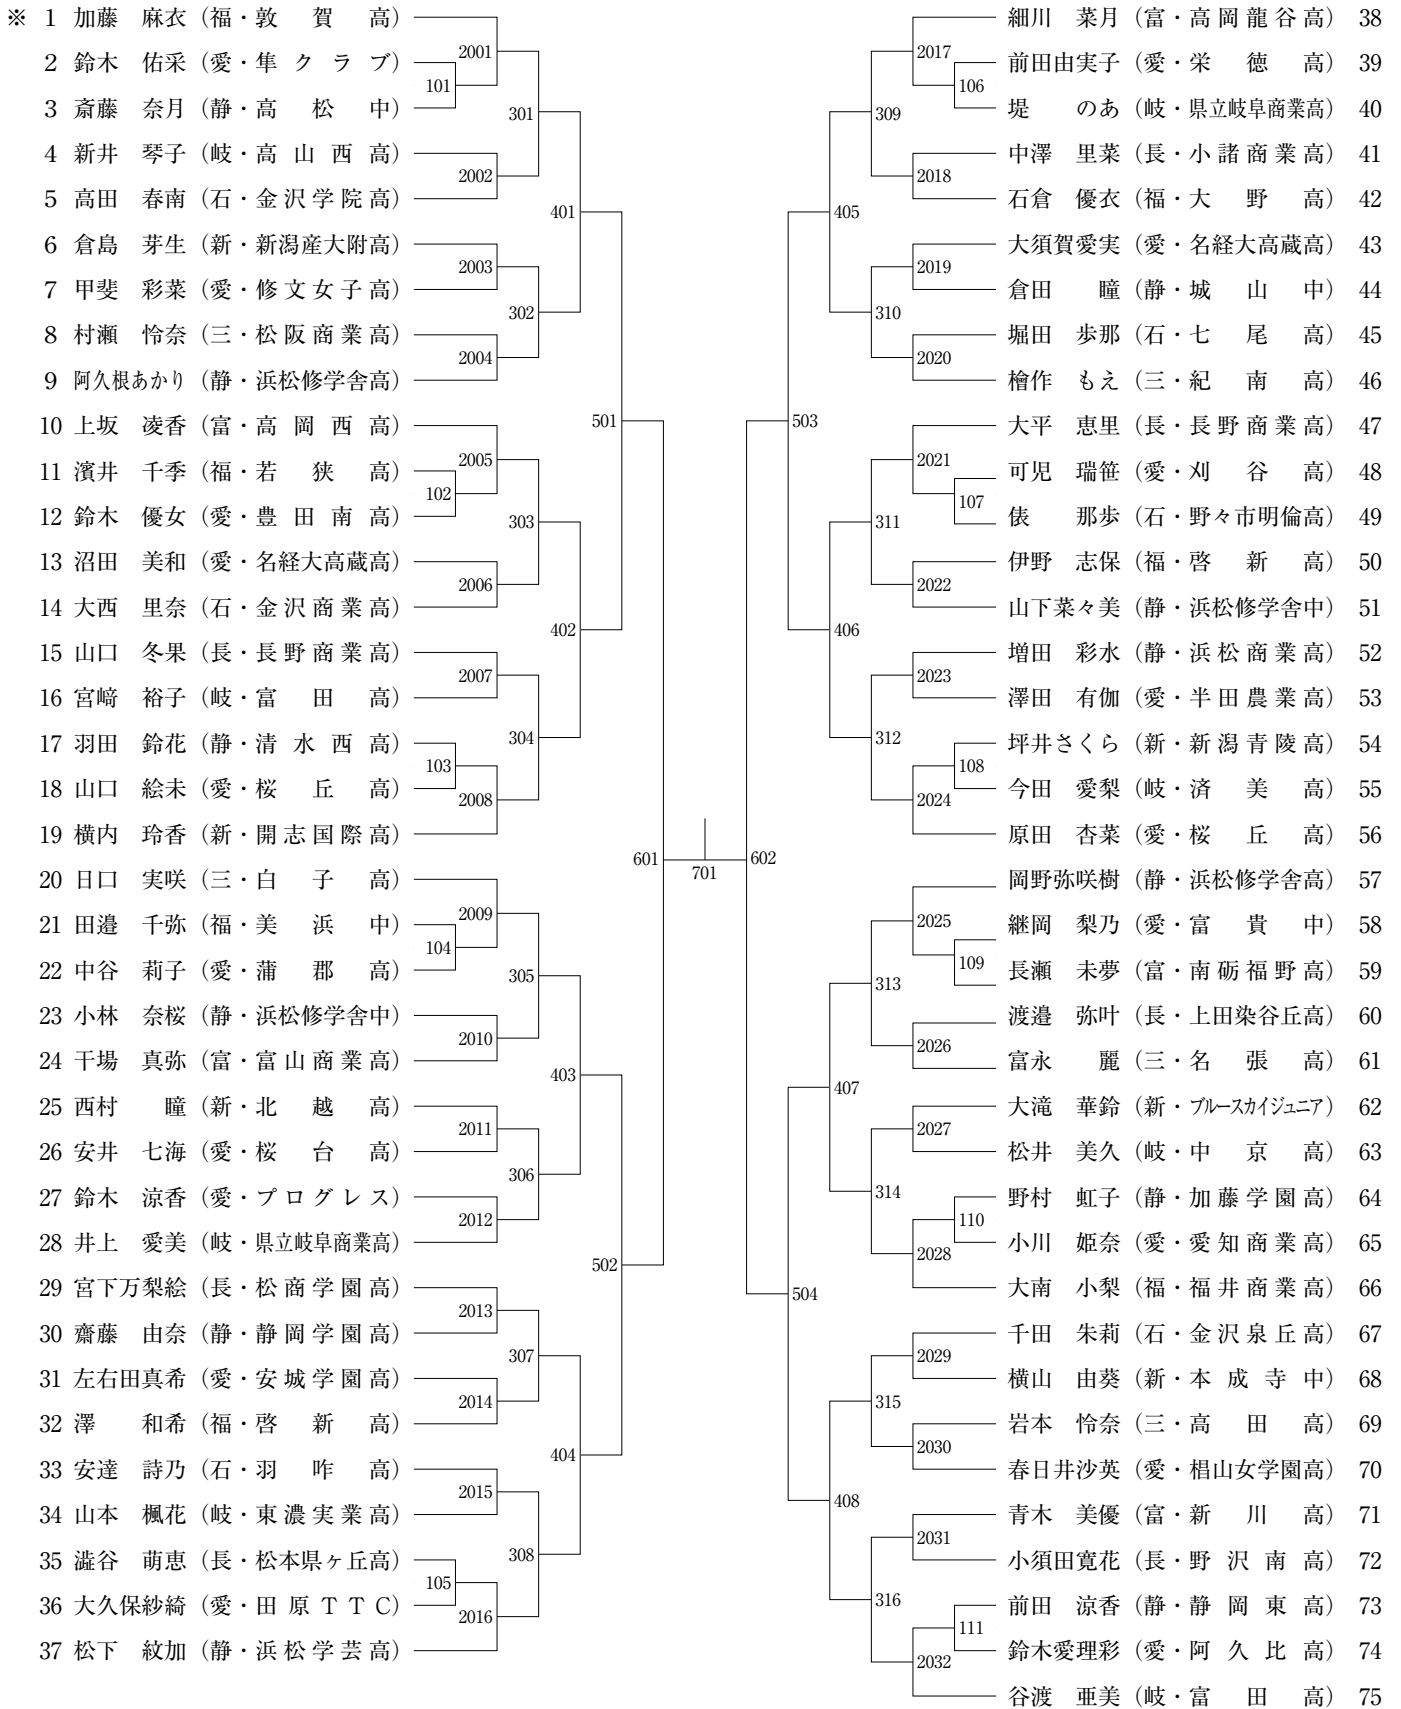 ※ 1 加藤 麻衣（福・敦賀高）
2 鈴木 佑采（愛・隼クラブ）
3 斎藤 奈月（静・高松中）
4 新井 琴子（岐・高山西高）
5 高田 春南（石・金沢学院高）
6 倉島 芽生（新・新潟産大附高）
7 甲斐 彩菜（愛・修文女子高）
8 村瀬 怜奈（三・松阪商業高）
9 阿久根あかり（静・浜松修学舎高）
10 上坂 凌香（富・高岡西高）
11 濱井 千季（福・若狭高）
12 鈴木 優女（愛・豊田南高）
13 沼田 美和（愛・名経大高蔵高）
14 大西 里奈（石・金沢商業高）
15 山口 冬果（長・長野商業高）
16 宮﨑 裕子（岐・富田高）
17 羽田 鈴花（静・清水西高）
18 山口 絵未（愛・桜丘高）
19 横内 玲香（新・開志国際高）
20 日口 実咲（三・白子高）
21 田邉 千弥（福・美浜中）
22 中谷 莉子（愛・蒲郡高）
23 小林 奈桜（静・浜松修学舎中）
24 干場 真弥（富・富山商業高）
25 西村 瞳（新・北越高）
26 安井 七海（愛・桜台高）
27 鈴木 涼香（愛・プログレス）
28 井上 愛美（岐・県立岐阜商業高）
29 宮下万梨絵（長・松商学園高）
30 齋藤 由奈（静・静岡学園高）
31 左右田真希（愛・安城学園高）
32 澤 和希（福・啓新高）
33 安達 詩乃（石・羽咋高）
34 山本 楓花（岐・東濃実業高）
35 澁谷 萌恵（長・松本県ヶ丘高）
36 大久保紗綺（愛・田原TTC）
37 松下 紋加（静・浜松学芸高）
101
102
103
104
105
2001
2002
2003
2004
2005
2006
2007
2008
2009
2010
2011
2012
2013
2014
2015
2016
301
302
303
304
305
306
307
308
401
402
403
404
501
502
601
701
602
503
504
405
406
407
408
309
310
311
312
313
314
315
316
2017
2018
2019
2020
2021
2022
2023
2024
2025
2026
2027
2028
2029
2030
2031
2032
106
107
108
109
110
111
細川 菜月（富・高岡龍谷高） 38
前田由実子（愛・栄徳高） 39
堤 のあ（岐・県立岐阜商業高） 40
中澤 里菜（長・小諸商業高） 41
石倉 優衣（福・大野高） 42
大須賀愛実（愛・名経大高蔵高） 43
倉田 瞳（静・城山中） 44
堀田 歩那（石・七尾高） 45
檜作 もえ（三・紀南高） 46
大平 恵里（長・長野商業高） 47
可児 瑞笹（愛・刈谷高） 48
俵 那歩（石・野々市明倫高） 49
伊野 志保（福・啓新高） 50
山下菜々美（静・浜松修学舎中） 51
増田 彩水（静・浜松商業高） 52
澤田 有伽（愛・半田農業高） 53
坪井さくら（新・新潟青陵高） 54
今田 愛梨（岐・済美高） 55
原田 杏菜（愛・桜丘高） 56
岡野弥咲樹（静・浜松修学舎高） 57
継岡 梨乃（愛・富貴中） 58
長瀬 未夢（富・南砺福野高） 59
渡邉 弥叶（長・上田染谷丘高） 60
富永 麗（三・名張高） 61
大滝 華鈴（新・ブルースカイジュニア） 62
松井 美久（岐・中京高） 63
野村 虹子（静・加藤学園高） 64
小川 姫奈（愛・愛知商業高） 65
大南 小梨（福・福井商業高） 66
千田 朱莉（石・金沢泉丘高） 67
横山 由葵（新・本成寺中） 68
岩本 怜奈（三・高田高） 69
春日井沙英（愛・椙山女学園高） 70
青木 美優（富・新川高） 71
小須田寛花（長・野沢南高） 72
前田 涼香（静・静岡東高） 73
鈴木愛理彩（愛・阿久比高） 74
谷渡 亜美（岐・富田高） 75